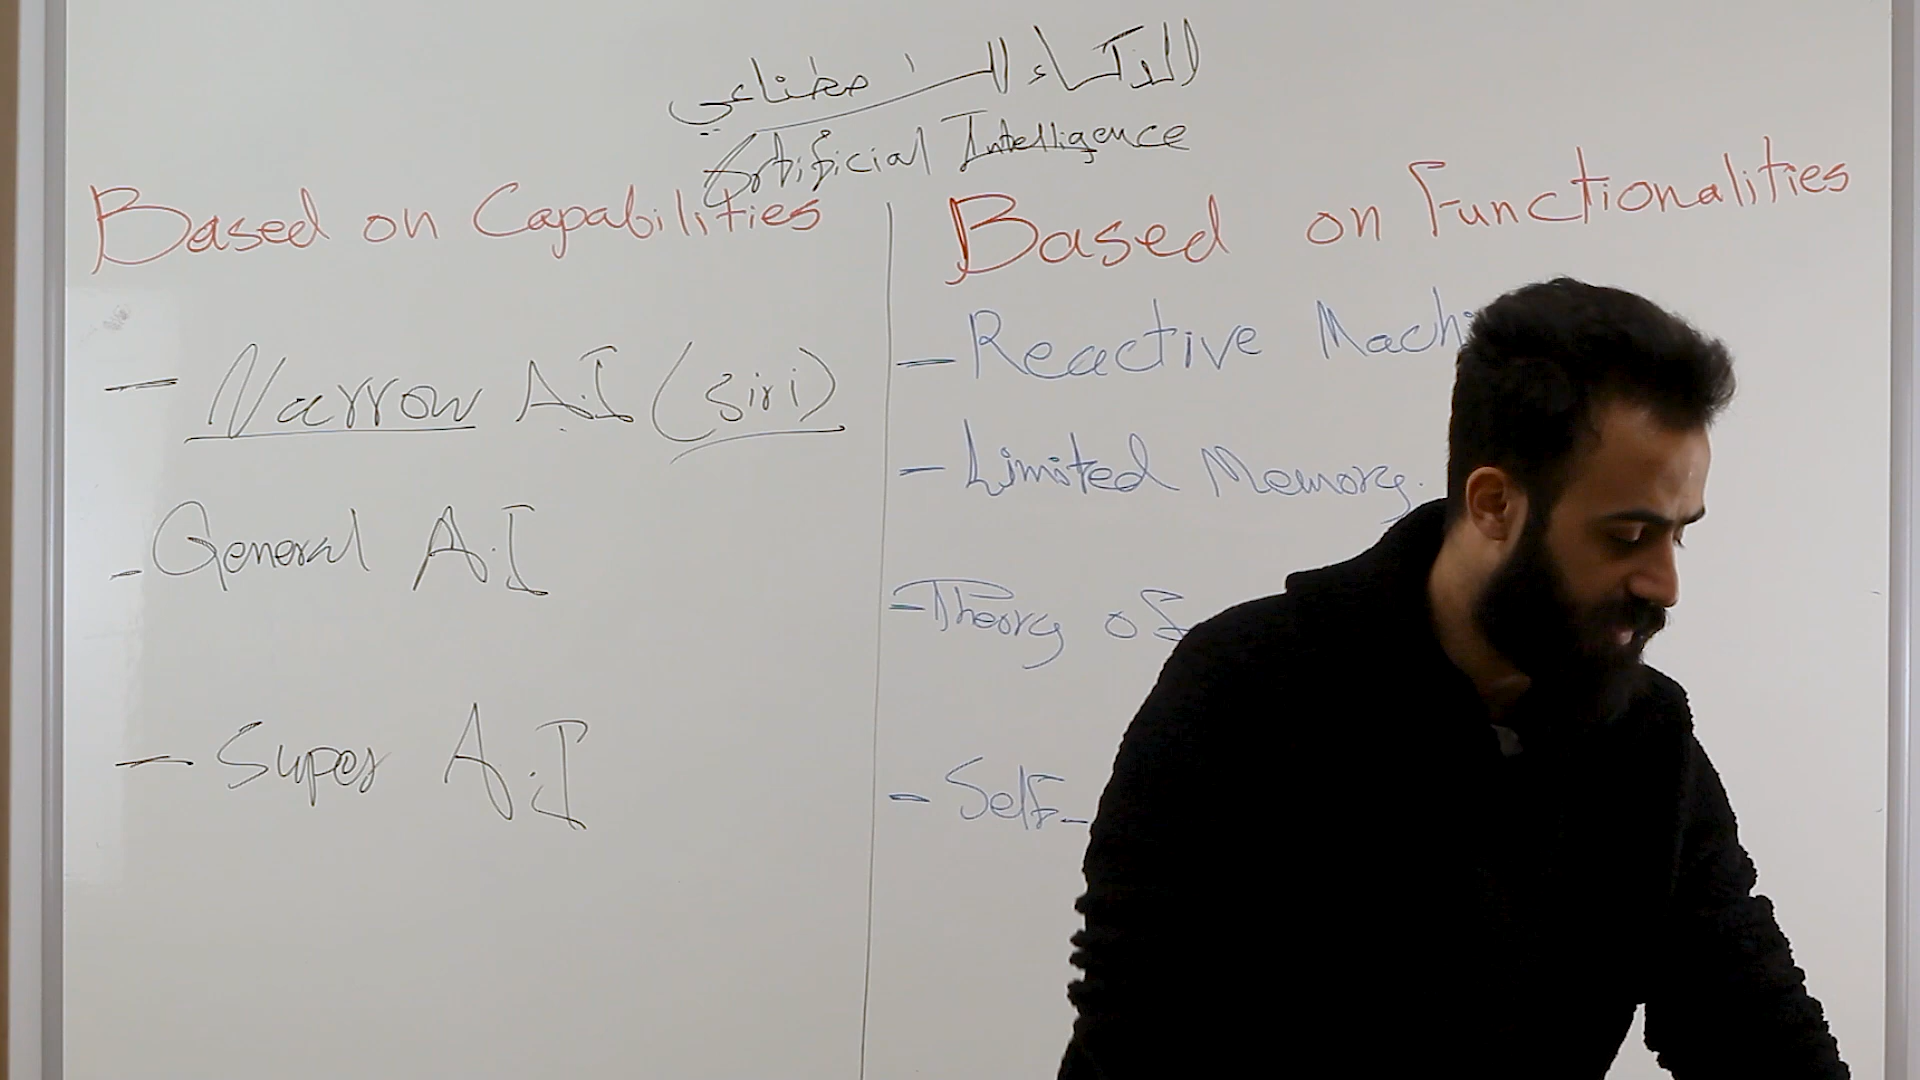 الذكاء الاصطناعي
Artificial Intelligence
Based on Capabilities
- Narrow A.I (Siri)
- General A.I
- Super A.I
Based on Functionalities
- Reactive Machi
- Limited Memory.
- Theory of
- Self-